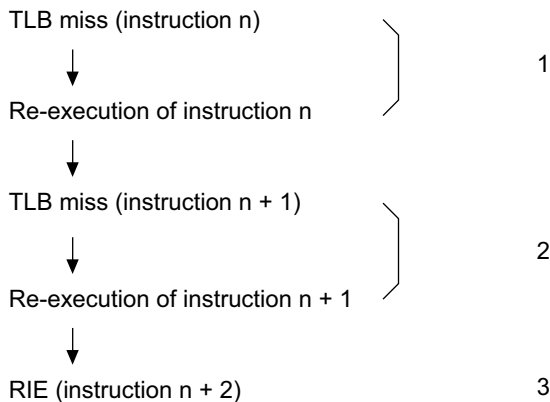 TLB miss (instruction n)
1
Re-execution of instruction n
TLB miss (instruction n + 1)
2
Re-execution of instruction n + 1
RIE (instruction n + 2)
3